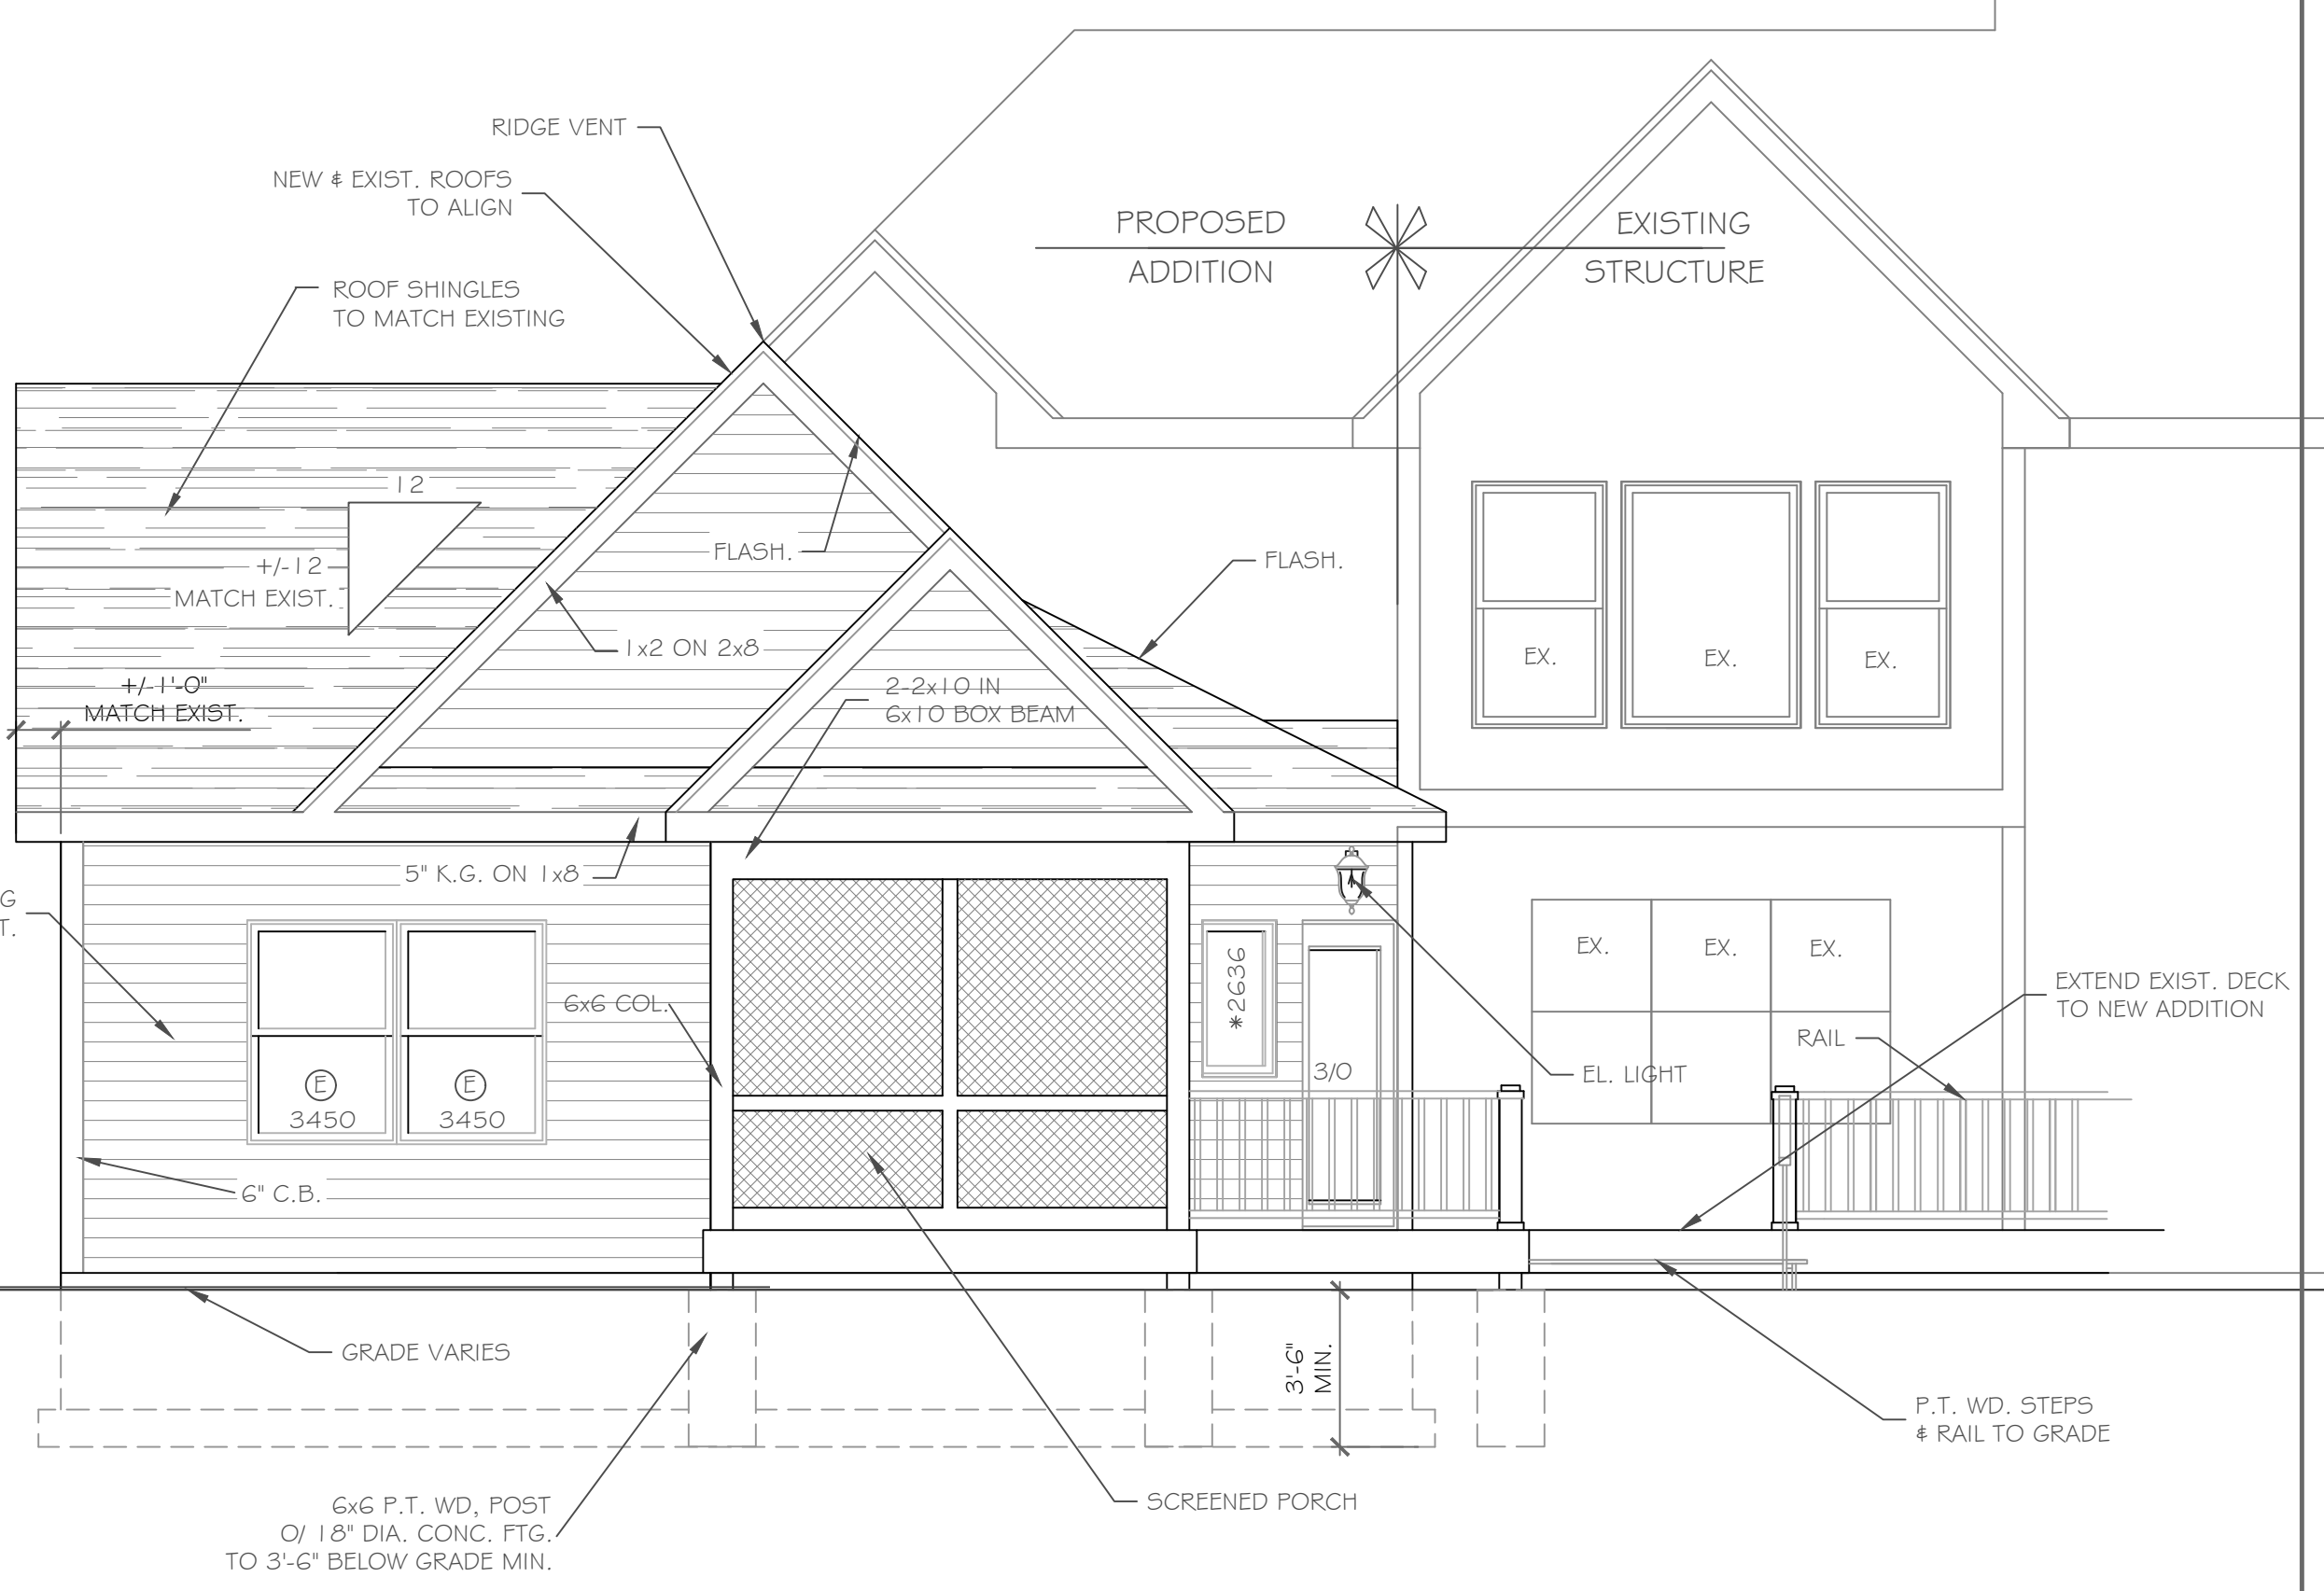 RIDGE VENT
NEW & EXIST. ROOFS
TO ALIGN
PROPOSED
ADDITION
EXISTING
STRUCTURE
ROOF SHINGLES
TO MATCH EXISTING
12
+/-12
MATCH EXIST.
FLASH.
FLASH.
1x2 ON 2x8
+/-1'-0"
MATCH EXIST.
2-2x10 IN
6x10 BOX BEAM
EX.
EX.
EX.
5" K.G. ON 1x8
G
T.
6x6 COL.
*2636
3/0
EX.
EX.
EX.
EL. LIGHT
RAIL
EXTEND EXIST. DECK
TO NEW ADDITION
E
3450
E
3450
6" C.B.
GRADE VARIES
3'-6"
MIN.
P.T. WD. STEPS
& RAIL TO GRADE
SCREENED PORCH
6x6 P.T. WD, POST
O/ 18" DIA. CONC. FTG.
TO 3'-6" BELOW GRADE MIN.